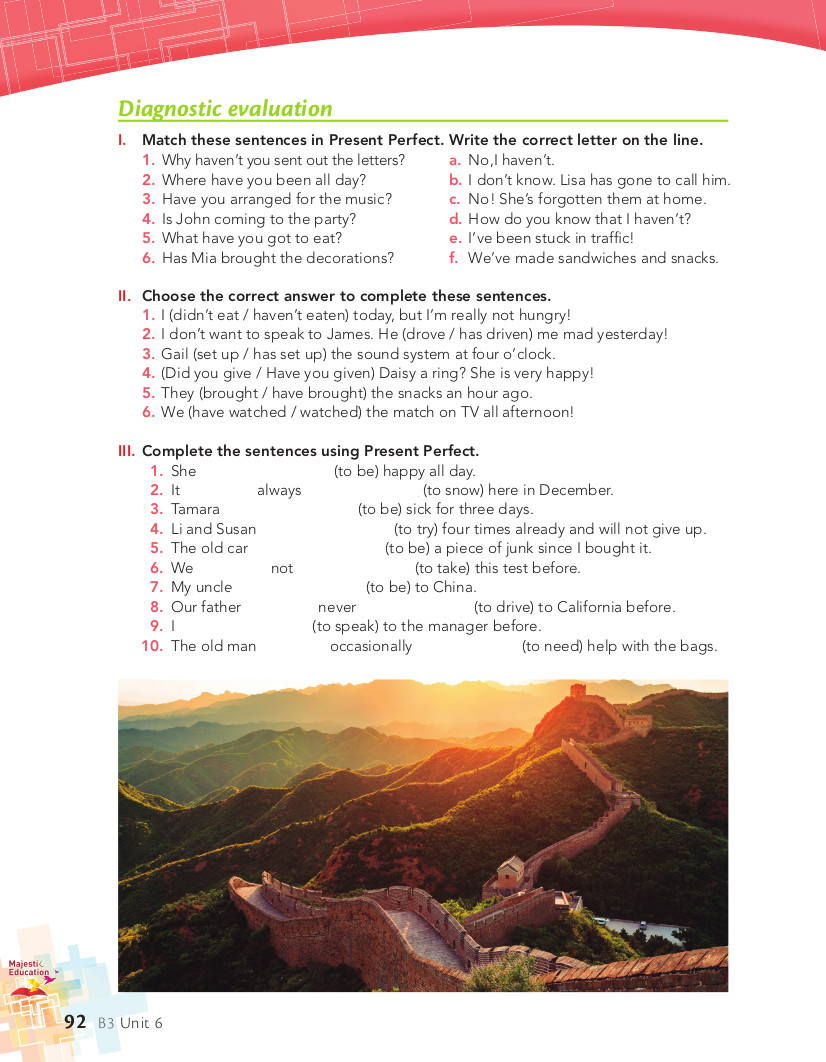 Diagnostic evaluation
I. Match these sentences in Present Perfect. Write the correct letter on the line.
1. Why haven't you sent out the letters?
2. Where have you been all day?
3. Have you arranged for the music?
4. Is John coming to the party?
5. What have you got to eat?
6. Has Mia brought the decorations?
a. No,I haven't.
b. I don't know. Lisa has gone to call him.
c. No! She's forgotten them at home.
d. How do you know that I haven't?
e. I've been stuck in traffic!
f. We've made sandwiches and snacks.
II. Choose the correct answer to complete these sentences.
1. I (didn't eat / haven't eaten) today, but I'm really not hungry!
2. I don't want to speak to James. He (drove / has driven) me mad yesterday!
3. Gail (set up / has set up) the sound system at four o'clock.
4. (Did you give / Have you given) Daisy a ring? She is very happy!
5. They (brought / have brought) the snacks an hour ago.
6. We (have watched / watched) the match on TV all afternoon!
III. Complete the sentences using Present Perfect.
1. She (to be) happy all day.
2. It always (to snow) here in December.
3. Tamara (to be) sick for three days.
4. Li and Susan (to try) four times already and will not give up.
5. The old car (to be) a piece of junk since I bought it.
6. We not (to take) this test before.
7. My uncle (to be) to China.
8. Our father never (to drive) to California before.
9. I (to speak) to the manager before.
10. The old man occasionally (to need) help with the bags.
Majestic
Education
92 B3 Unit 6